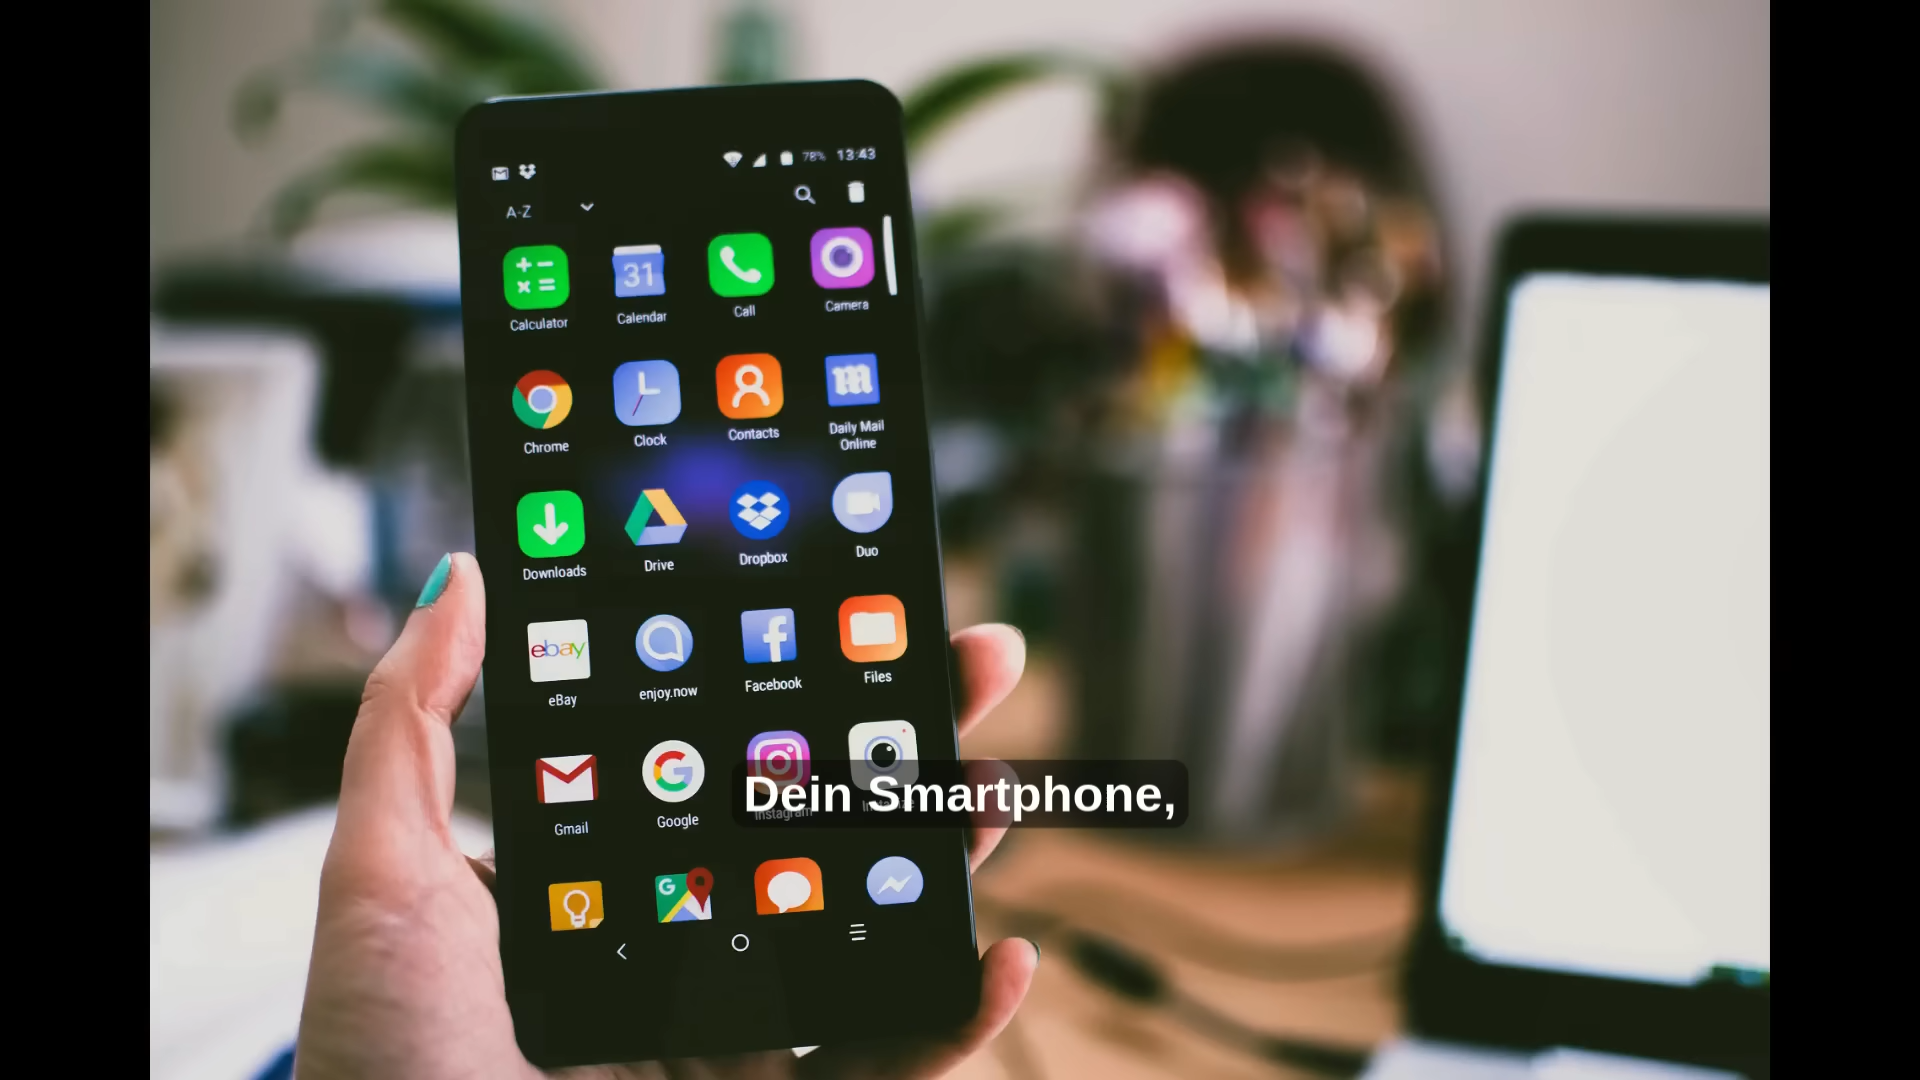 78% 13:43
A-Z
31
Calculator Calendar Call Camera
Chrome Clock Contacts Daily Mail Online
Downloads Drive Dropbox Duo
ebay
eBay enjoy.now Facebook Files
Gmail Google Instagram
Dein Smartphone,